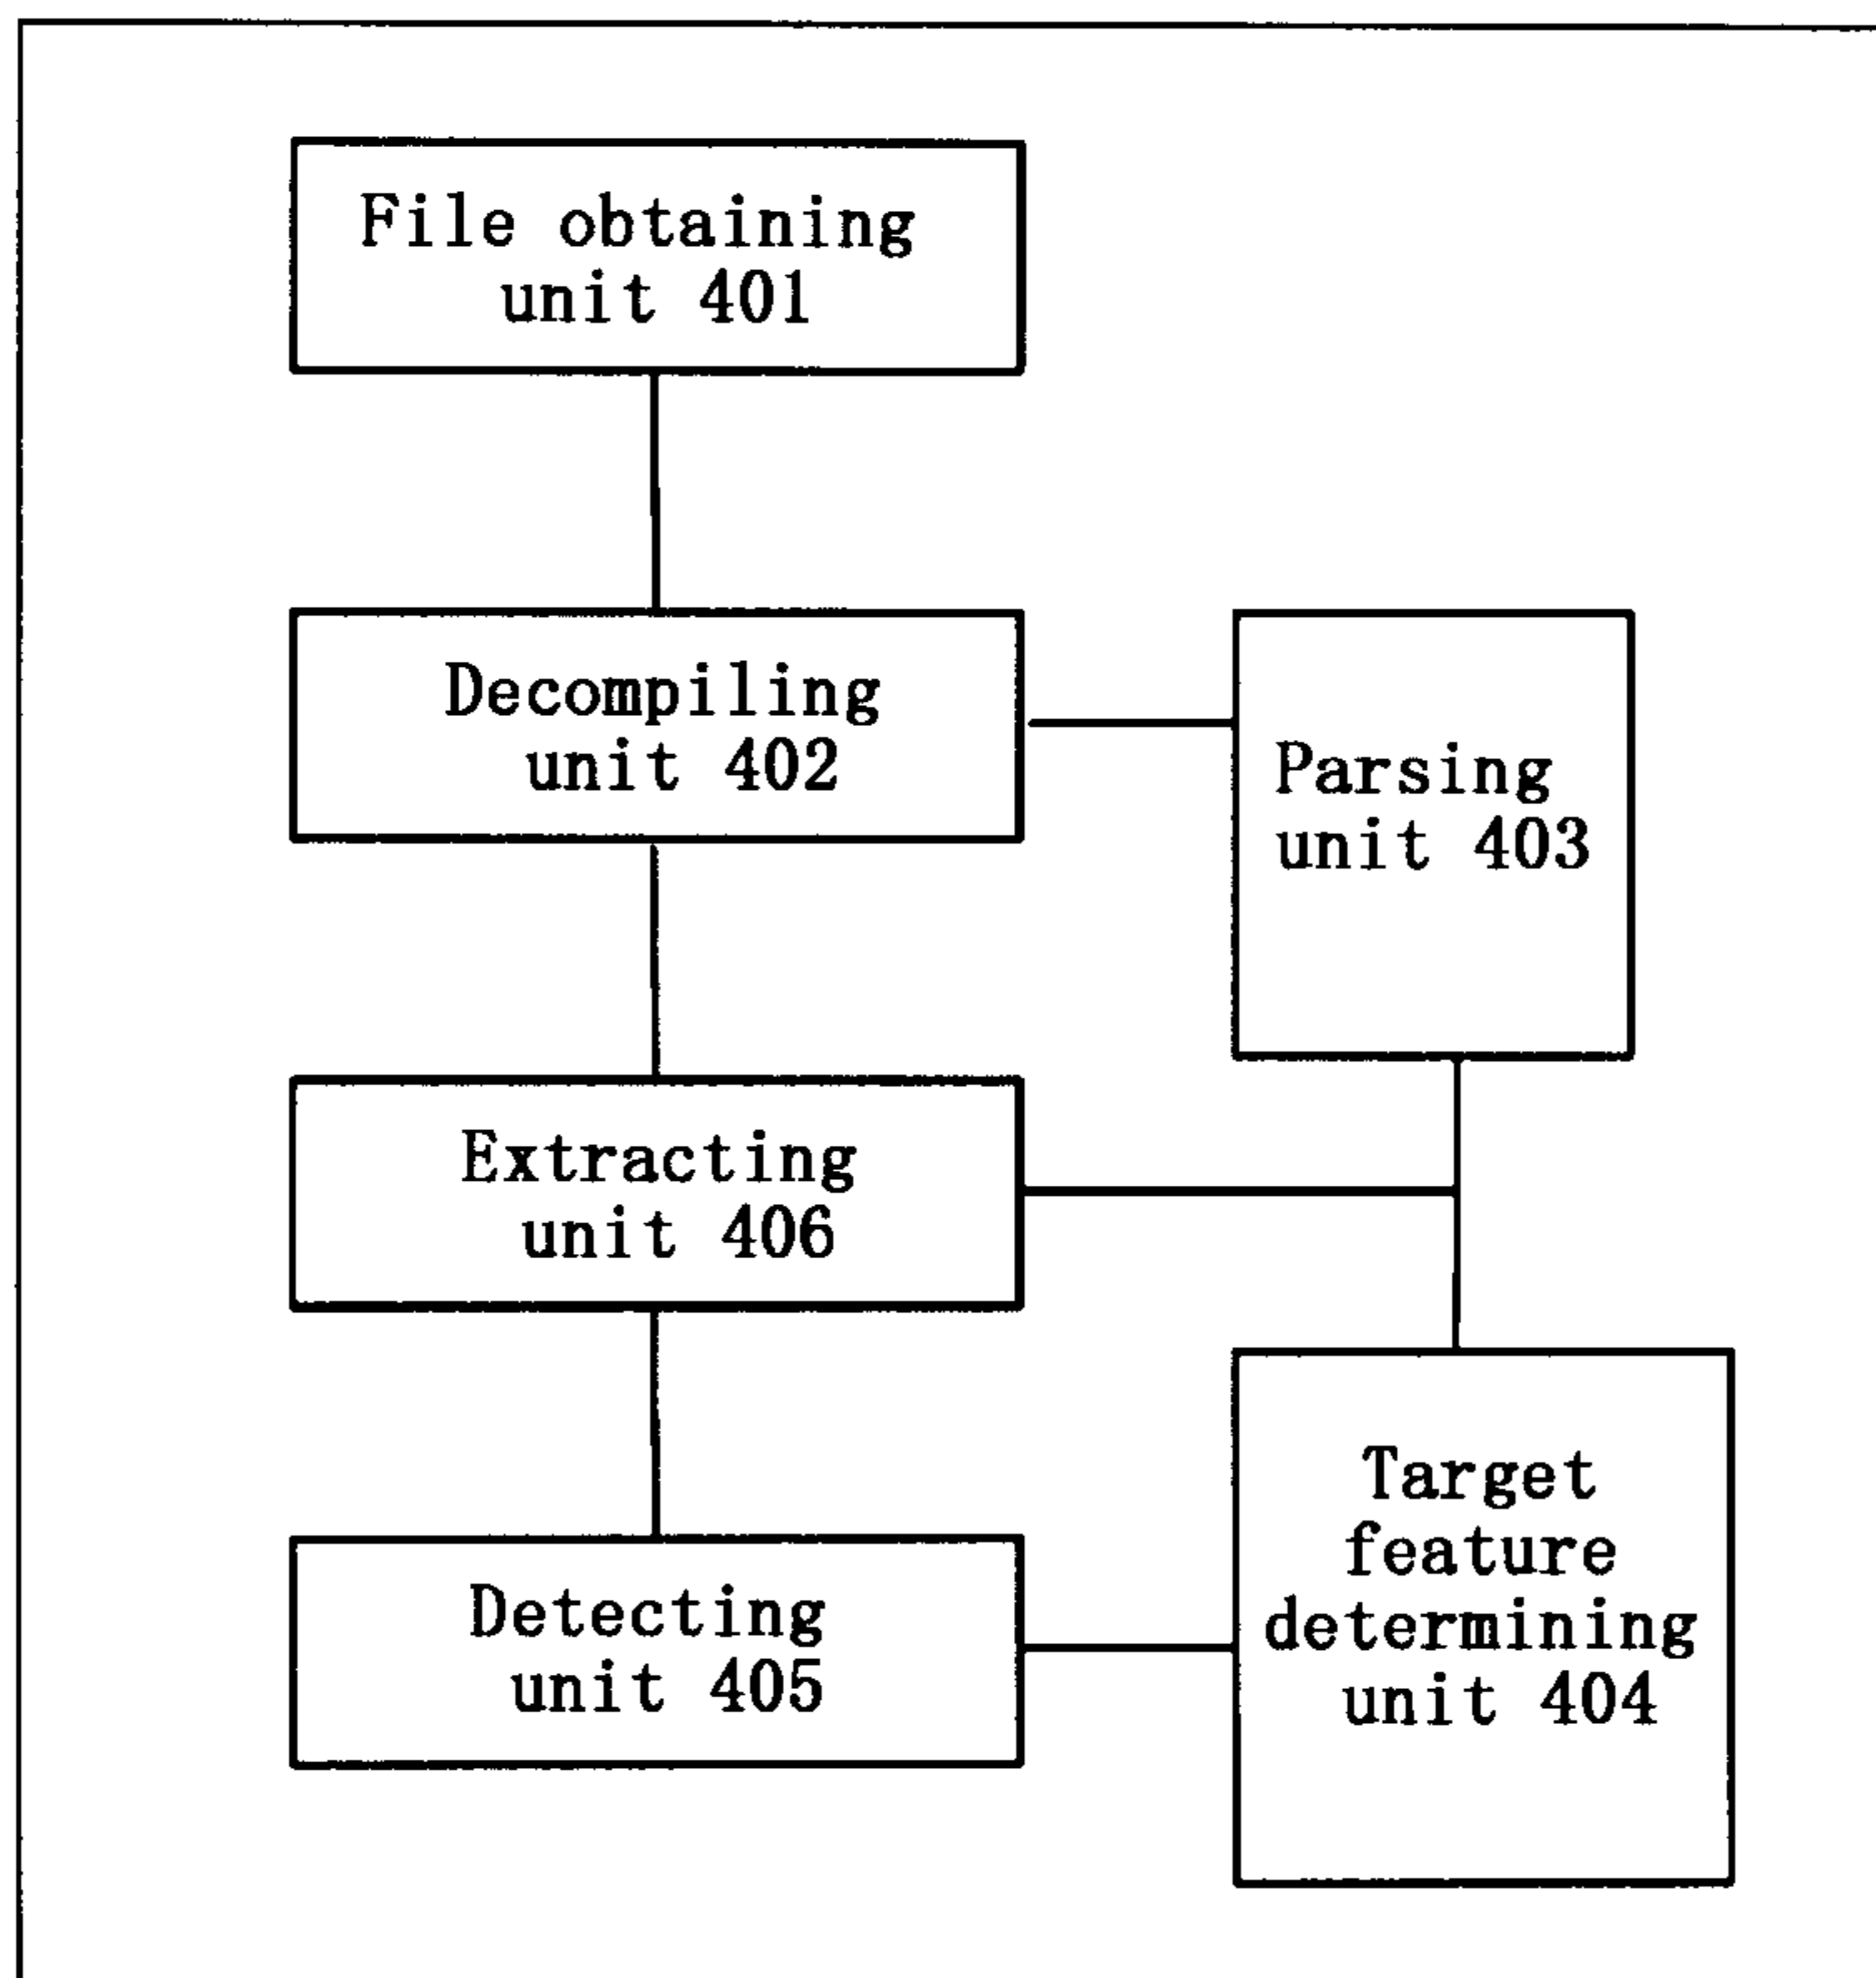 File obtaining
unit 401
Decompiling
unit 402
Parsing
unit 403
Extracting
unit 406
Detecting
unit 405
Target
feature
determining
unit 404